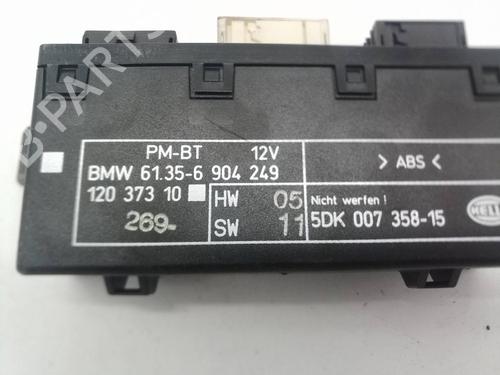 PM-BT 12V
BMW 61.35-6 904 249
120 373 10
269-
HW 05
SW 11
> ABS <
Nicht werfen !
5DK 007 358-15
HELLA
B-PARTS